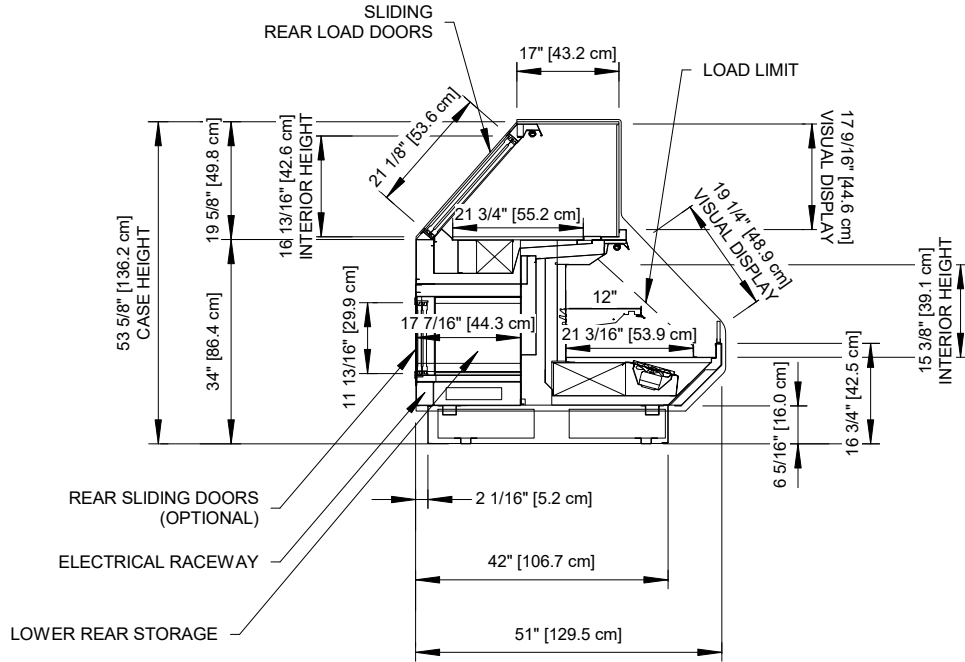 SLIDING
REAR LOAD DOORS
17" [43.2 cm]
LOAD LIMIT
21 1/8" [53.6 cm]
53 5/8" [136.2 cm]
CASE HEIGHT
19 5/8" [49.8 cm]
34" [86.4 cm]
16 13/16" [42.6 cm]
INTERIOR HEIGHT
17 9/16" [44.6 cm]
VISUAL DISPLAY
21 3/4" [55.2 cm]
19 1/4" [48.9 cm]
VISUAL DISPLAY
12"
11 13/16" [29.9 cm]
17 7/16" [44.3 cm]
21 3/16" [53.9 cm]
15 3/8" [39.1 cm]
INTERIOR HEIGHT
16 3/4" [42.5 cm]
6 5/16" [16.0 cm]
REAR SLIDING DOORS
(OPTIONAL)
2 1/16" [5.2 cm]
ELECTRICAL RACEWAY
42" [106.7 cm]
LOWER REAR STORAGE
51" [129.5 cm]